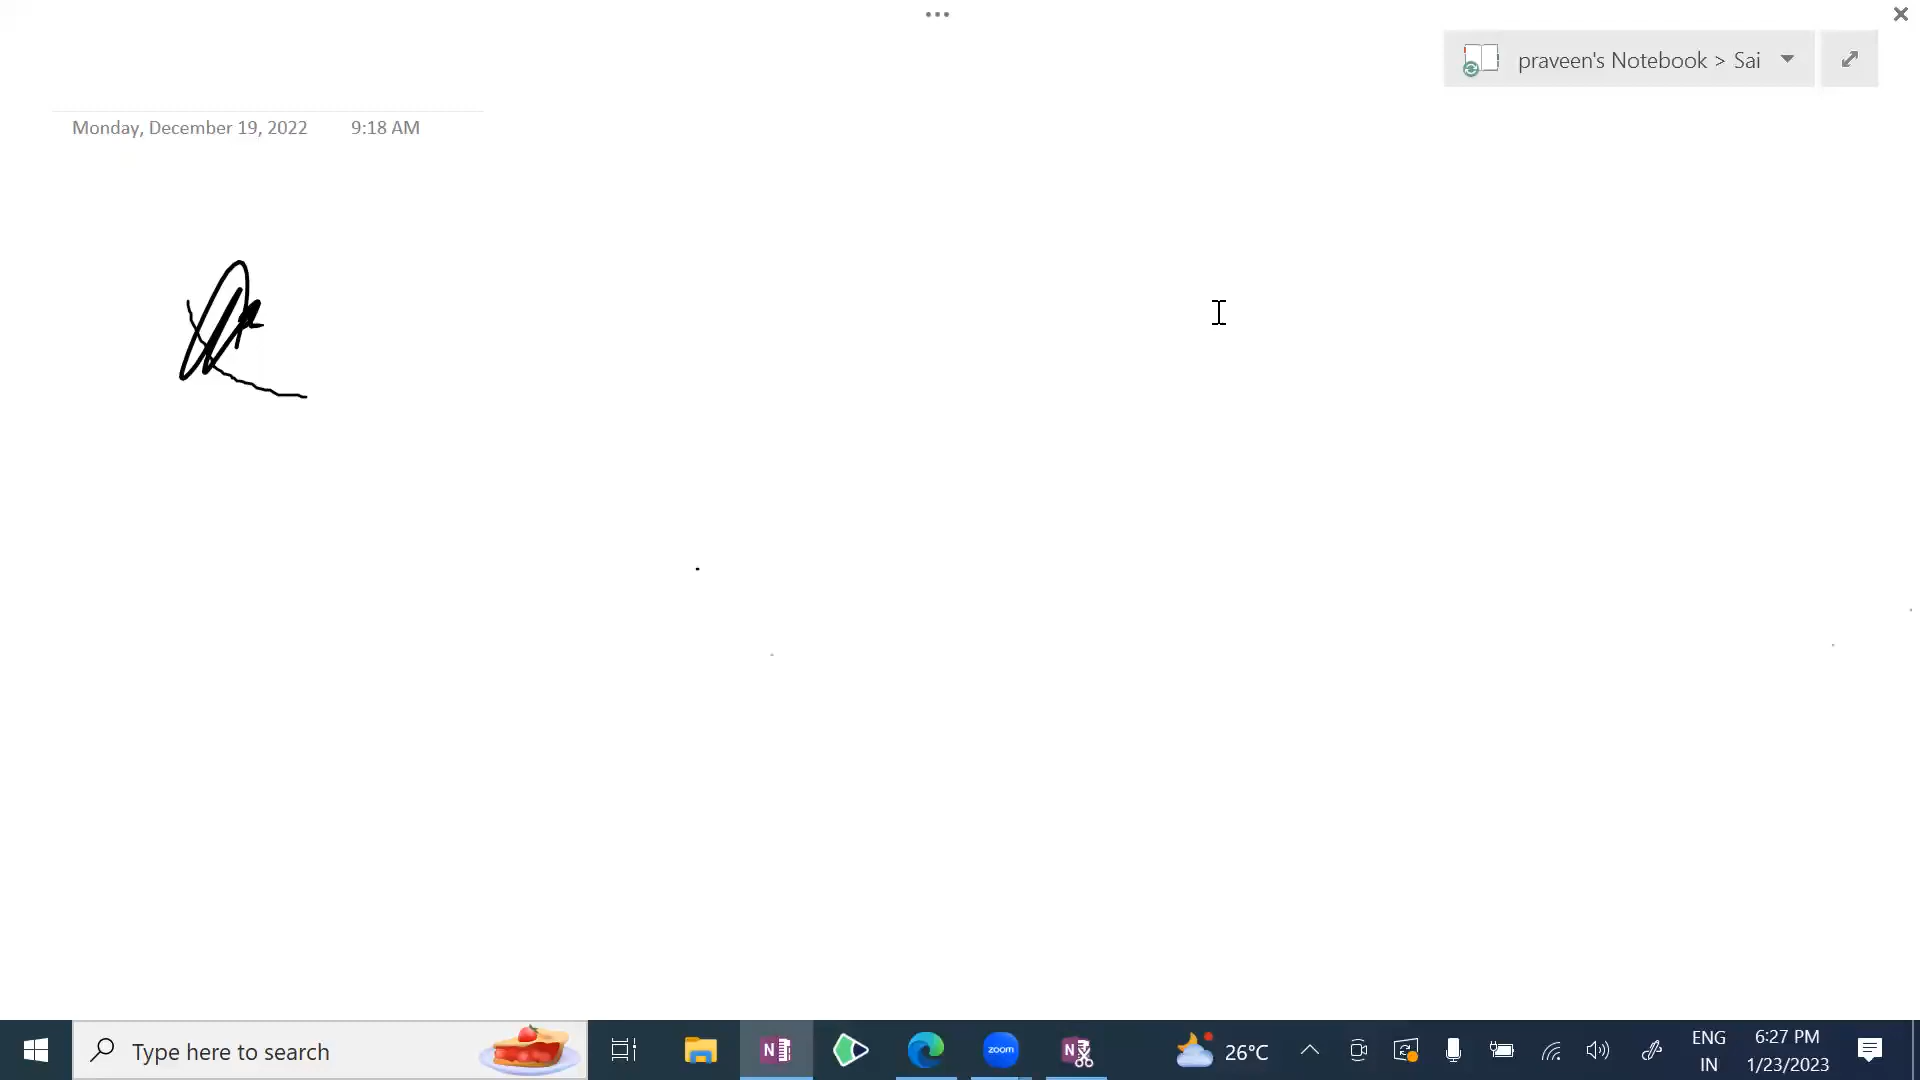 praveen's Notebook > Sai
Monday, December 19, 2022 9:18 AM
Type here to search
zoom
26°C
ENG
IN
6:27 PM
1/23/2023